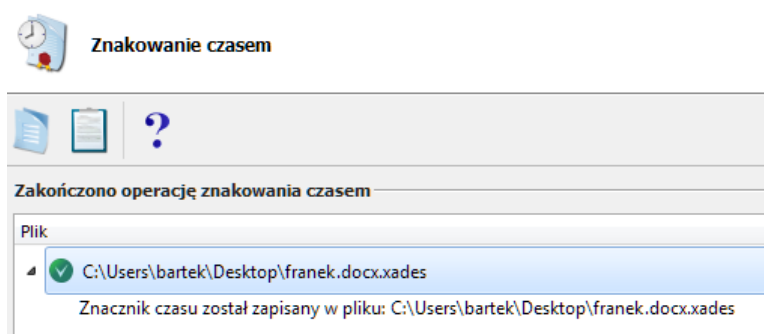 Znakowanie czasem
?
Zakończono operację znakowania czasem
Plik
C:\Users\bartek\Desktop\franek.docx.xades
Znacznik czasu został zapisany w pliku: C:\Users\bartek\Desktop\franek.docx.xades